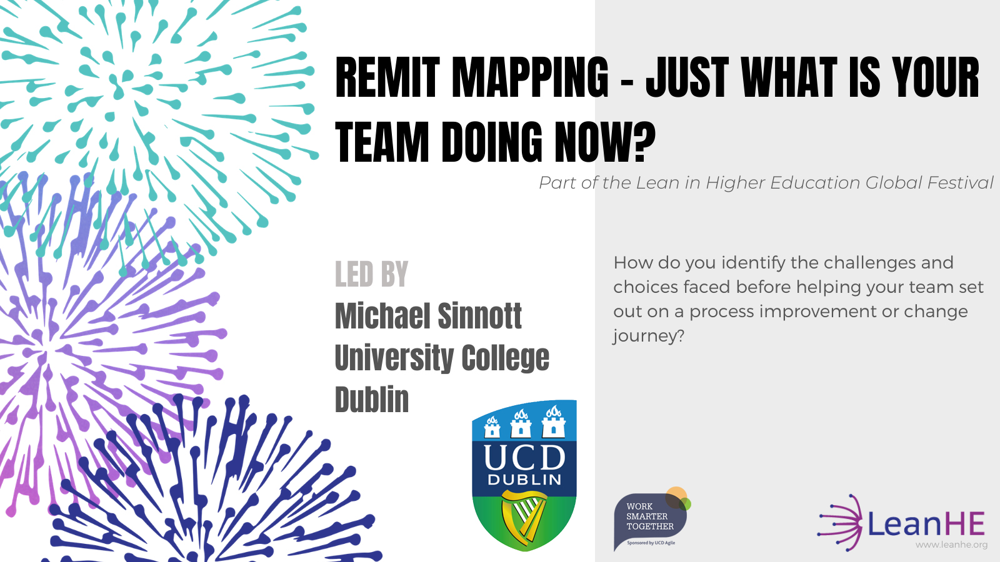 REMIT MAPPING - JUST WHAT IS YOUR
TEAM DOING NOW?
Part of the Lean in Higher Education Global Festival
LED BY
Michael Sinnott
University College
Dublin
How do you identify the challenges and
choices faced before helping your team set
out on a process improvement or change
journey?
UCD
DUBLIN
WORK
SMARTER
TOGETHER
Sponsored by UCD Agile
LeanHE
www.leanhe.org